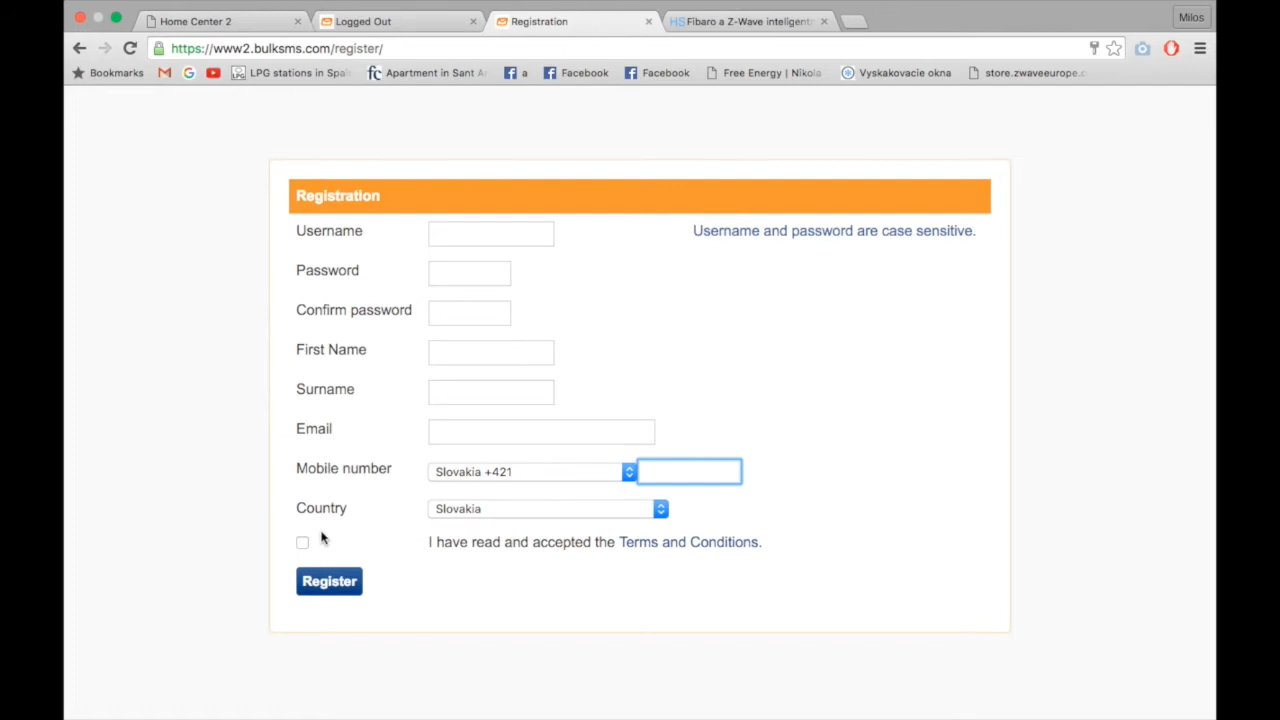 Home Center 2
Logged Out
Registration
Fibaro a Z-Wave inteligent
Milos
https://www2.bulksms.com/register/
Bookmarks
LPG stations in Spa
Apartment in Sant A
a
Facebook
Facebook
Free Energy | Nikola
Vyskakovacie okna
store.zwaveeurope.c
Registration
Username
Username and password are case sensitive.
Password
Confirm password
First Name
Surname
Email
Mobile number
Slovakia +421
Country
Slovakia
I have read and accepted the Terms and Conditions.
Register